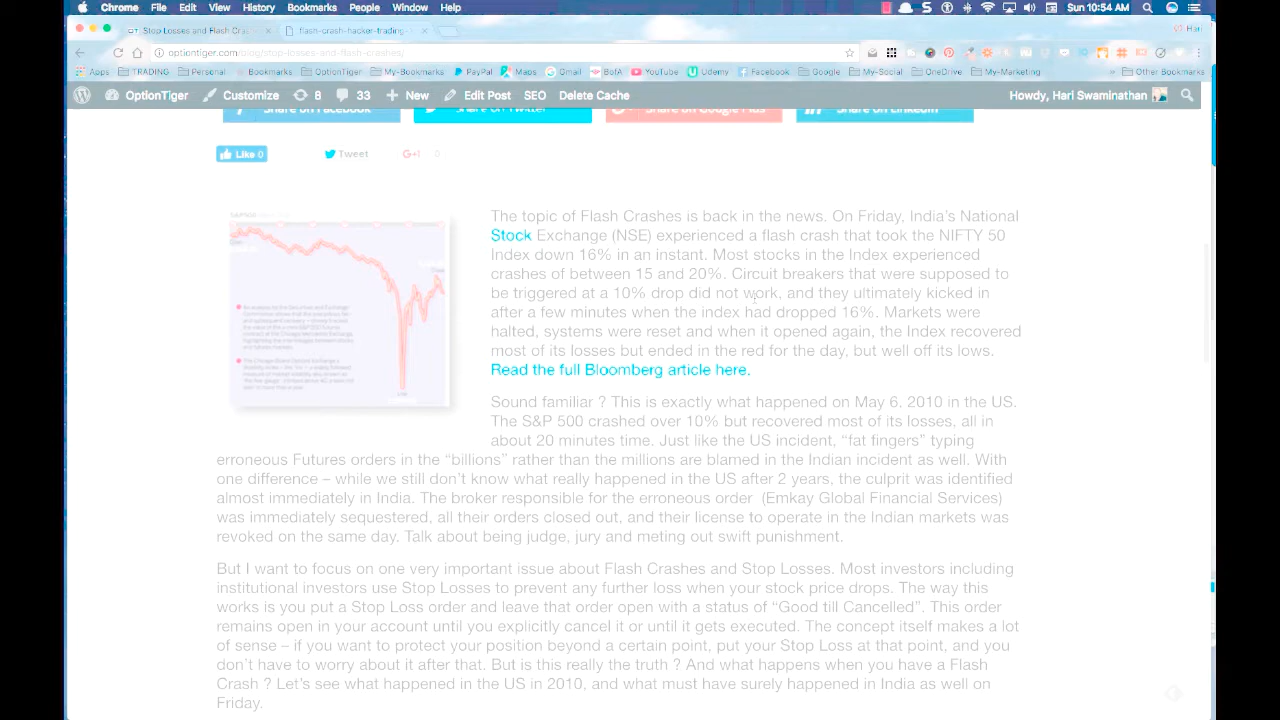 Chrome File Edit View History Bookmarks People Window Help Sun 10:54 AM
Stop Losses and Flash Cras flash-crash-hacker-trading - Hari
optiontiger.com/blog/stop-losses-and-flash-crashes/
Apps TRADING Personal Bookmarks OptionTiger My-Bookmarks PayPal Maps Gmail BofA YouTube Udemy Facebook Google My-Social OneDrive My-Marketing Other Bookmarks
OptionTiger Customize 8 33 New Edit Post SEO Delete Cache Howdy, Hari Swaminathan
Share on Facebook Share on Twitter Share on Google Plus Share on LinkedIn
Like 0 Tweet G+1 0
The topic of Flash Crashes is back in the news. On Friday, India's National
Stock Exchange (NSE) experienced a flash crash that took the NIFTY 50
Index down 16% in an instant. Most stocks in the Index experienced
crashes of between 15 and 20%. Circuit breakers that were supposed to
be triggered at a 10% drop did not work, and they ultimately kicked in
after a few minutes when the index had dropped 16%. Markets were
halted, systems were reset and when it opened again, the Index recovered
most of its losses but ended in the red for the day, but well off its lows.
Read the full Bloomberg article here.
Sound familiar ? This is exactly what happened on May 6, 2010 in the US.
The S&P 500 crashed over 10% but recovered most of its losses, all in
about 20 minutes time. Just like the US incident, "fat fingers" typing
erroneous Futures orders in the "billions" rather than the millions are blamed in the Indian incident as well. With
one difference – while we still don't know what really happened in the US after 2 years, the culprit was identified
almost immediately in India. The broker responsible for the erroneous order (Emkay Global Financial Services)
was immediately sequestered, all their orders closed out, and their license to operate in the Indian markets was
revoked on the same day. Talk about being judge, jury and meting out swift punishment.
But I want to focus on one very important issue about Flash Crashes and Stop Losses. Most investors including
institutional investors use Stop Losses to prevent any further loss when your stock price drops. The way this
works is you put a Stop Loss order and leave that order open with a status of "Good till Cancelled". This order
remains open in your account until you explicitly cancel it or until it gets executed. The concept itself makes a lot
of sense – if you want to protect your position beyond a certain point, put your Stop Loss at that point, and you
don't have to worry about it after that. But is this really the truth ? And what happens when you have a Flash
Crash ? Let's see what happened in the US in 2010, and what must have surely happened in India as well on
Friday.